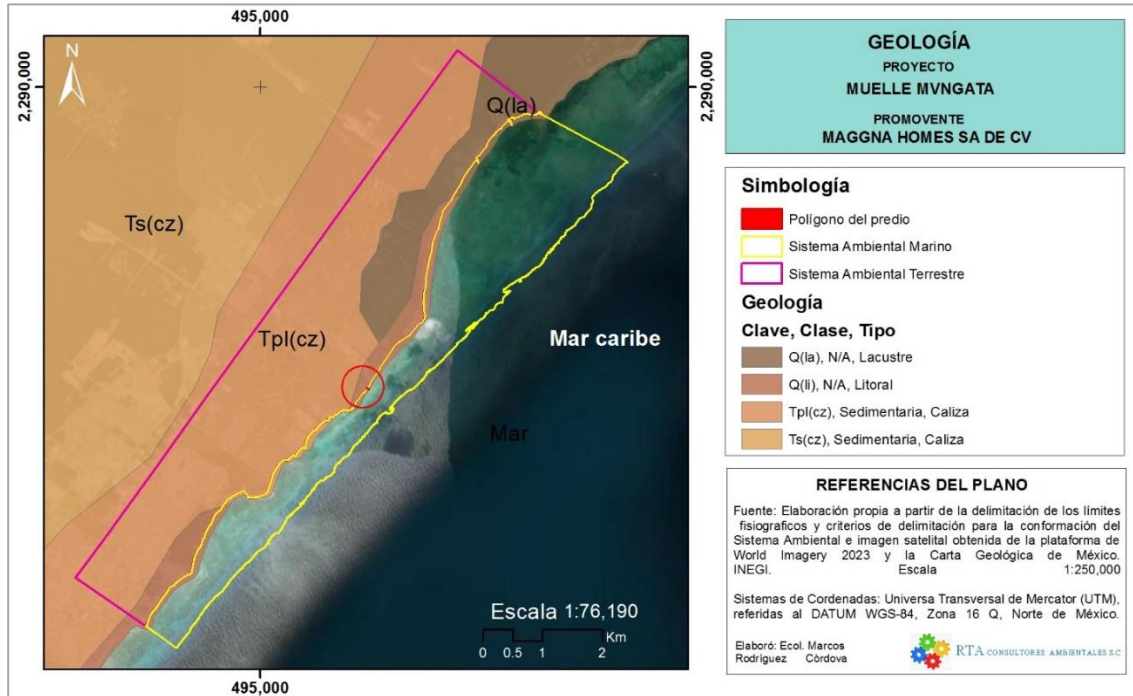 495,000
2,290,000
N
Q(la)
Ts(cz)
Tpl(cz)
Mar caribe
Mar
Escala 1:76,190
Km
0 0.5 1 2
2,290,000
495,000
GEOLOGÍA
PROYECTO
MUELLE MVNGATA
PROMOVENTE
MAGGNA HOMES SA DE CV
Simbología
Polígono del predio
Sistema Ambiental Marino
Sistema Ambiental Terrestre
Geología
Clave, Clase, Tipo
Q(la), N/A, Lacustre
Q(li), N/A, Litoral
Tpl(cz), Sedimentaria, Caliza
Ts(cz), Sedimentaria, Caliza
REFERENCIAS DEL PLANO
Fuente: Elaboración propia a partir de la delimitación de los límites
fisiograficos y criterios de delimitación para la conformación del
Sistema Ambiental e imagen satelital obtenida de la plataforma de
World Imagery 2023 y la Carta Geológica de México.
INEGI. Escala 1:250,000
Sistemas de Cordenadas: Universa Transversal de Mercator (UTM),
referidas al DATUM WGS-84, Zona 16 Q, Norte de México.
Elaboró: Ecol. Marcos
Rodríguez Còrdova
RTA CONSULTORES AMBIENTALES S.C